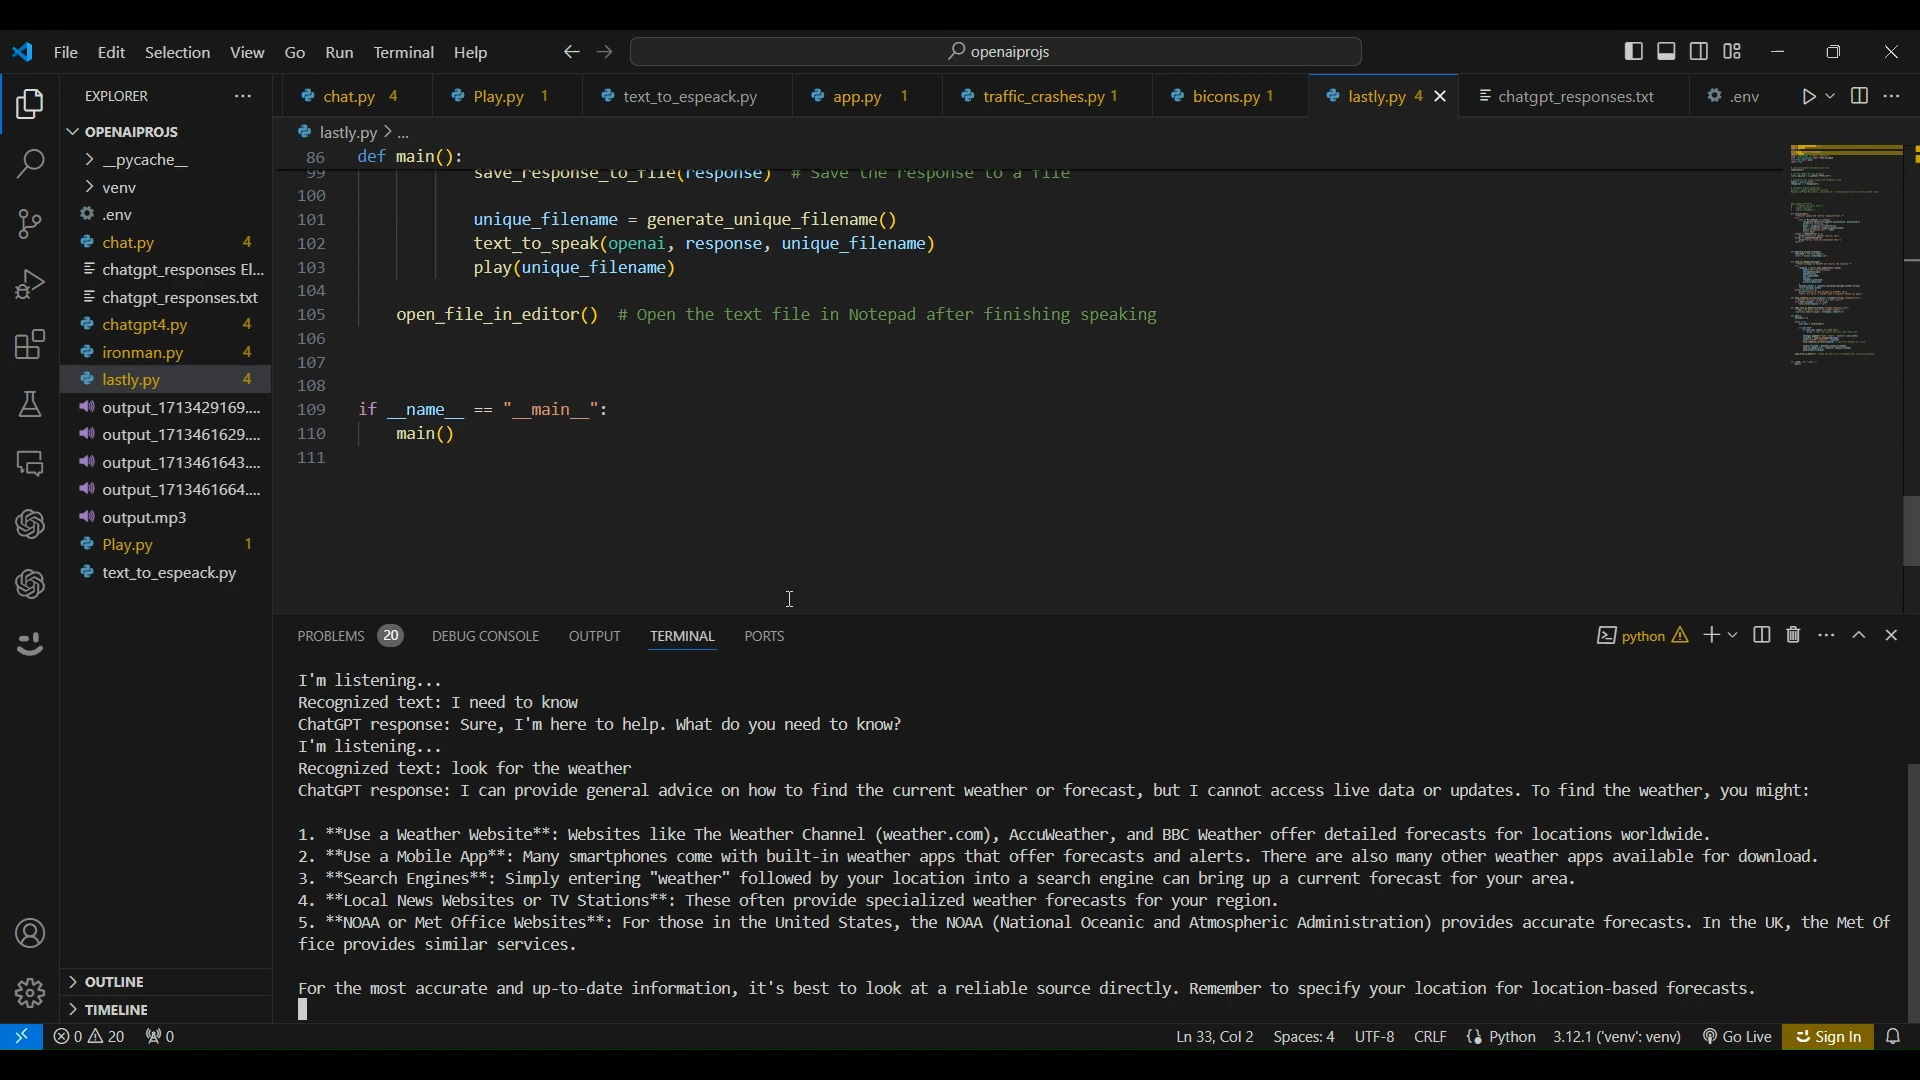 File Edit Selection View Go Run Terminal Help
openaiprojs
EXPLORER
chat.py 4
Play.py 1
text_to_espeack.py
app.py 1
traffic_crashes.py 1
bicons.py 1
lastly.py 4
chatgpt_responses.txt
.env
OPENAIPROJS
__pycache__
venv
.env
chat.py 4
chatgpt_responses El...
chatgpt_responses.txt
chatgpt4.py 4
ironman.py 4
lastly.py 4
output_1713429169....
output_1713461629....
output_1713461643....
output_1713461664....
output.mp3
Play.py 1
text_to_espeack.py
OUTLINE
TIMELINE
lastly.py > ...
86 def main():
99 save_response_to_file(response) # Save the response to a file
100
101 unique_filename = generate_unique_filename()
102 text_to_speak(openai, response, unique_filename)
103 play(unique_filename)
104
105 open_file_in_editor() # Open the text file in Notepad after finishing speaking
106
107
108
109 if __name__ == "__main__":
110 main()
111
PROBLEMS 20 DEBUG CONSOLE OUTPUT TERMINAL PORTS
python
I'm listening...
Recognized text: I need to know
ChatGPT response: Sure, I'm here to help. What do you need to know?
I'm listening...
Recognized text: look for the weather
ChatGPT response: I can provide general advice on how to find the current weather or forecast, but I cannot access live data or updates. To find the weather, you might:
1. **Use a Weather Website**: Websites like The Weather Channel (weather.com), AccuWeather, and BBC Weather offer detailed forecasts for locations worldwide.
2. **Use a Mobile App**: Many smartphones come with built-in weather apps that offer forecasts and alerts. There are also many other weather apps available for download.
3. **Search Engines**: Simply entering "weather" followed by your location into a search engine can bring up a current forecast for your area.
4. **Local News Websites or TV Stations**: These often provide specialized weather forecasts for your region.
5. **NOAA or Met Office Websites**: For those in the United States, the NOAA (National Oceanic and Atmospheric Administration) provides accurate forecasts. In the UK, the Met Of
fice provides similar services.
For the most accurate and up-to-date information, it's best to look at a reliable source directly. Remember to specify your location for location-based forecasts.
0 20 0
Ln 33, Col 2 Spaces: 4 UTF-8 CRLF Python 3.12.1 ('venv': venv) Go Live Sign In